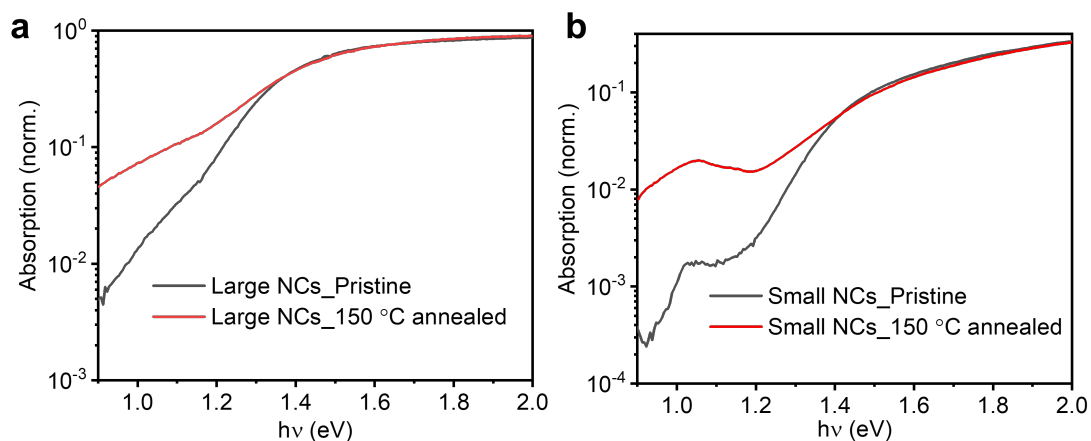 a
Absorption (norm.)
10⁰
10⁻¹
10⁻²
10⁻³
Large NCs_Pristine
Large NCs_150 °C annealed
1.0 1.2 1.4 1.6 1.8 2.0
hν (eV)
b
Absorption (norm.)
10⁻¹
10⁻²
10⁻³
10⁻⁴
Small NCs_Pristine
Small NCs_150 °C annealed
1.0 1.2 1.4 1.6 1.8 2.0
hν (eV)